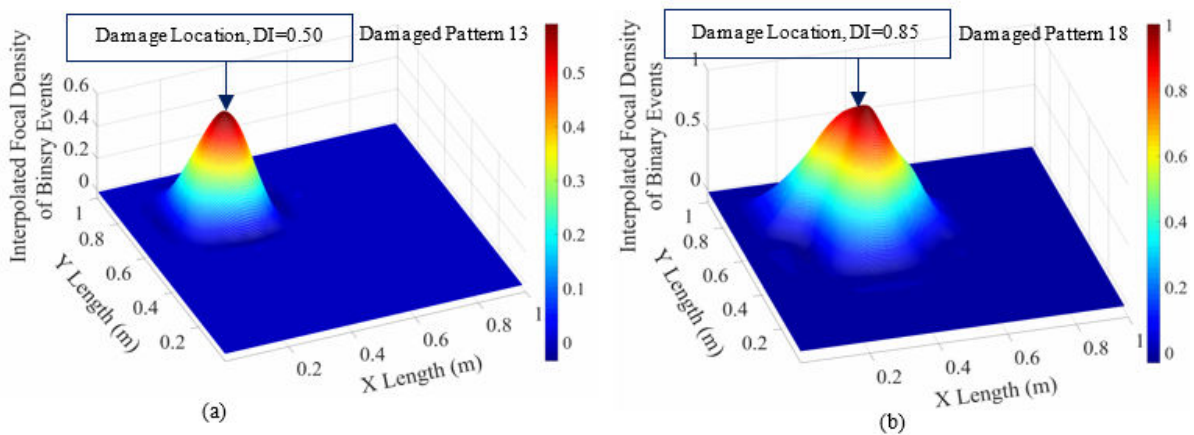 Damage Location, DI=0.50
Damaged Pattern 13
Interpolated Focal Density
of Binsry Events
0.6
0.4
0.2
0
1
0.8
0.6
0.4
0.2
Y Length (m)
0.2
0.4
0.6
0.8
1
X Length (m)
0.5
0.4
0.3
0.2
0.1
0
(a)
Damage Location, DI=0.85
Damaged Pattern 18
Interpolated Focal Density
of Binary Events
1
0.5
0
1
0.8
0.6
0.4
0.2
Y Length (m)
0.2
0.4
0.6
0.8
1
X Length (m)
1
0.8
0.6
0.4
0.2
0
(b)